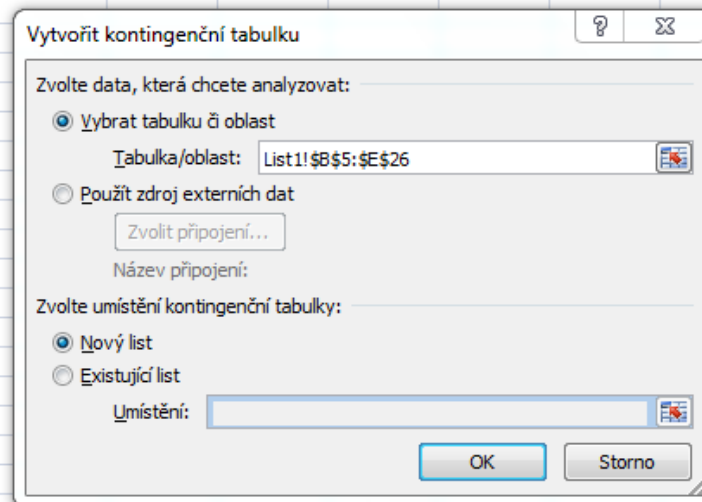 Vytvořit kontingenční tabulku
Zvolte data, která chcete analyzovat:
Vybrat tabulku či oblast
Tabulka/oblast: List1!$B$5:$E$26
Použít zdroj externích dat
Zvolit připojení...
Název připojení:
Zvolte umístění kontingenční tabulky:
Nový list
Existující list
Umístění:
OK Storno